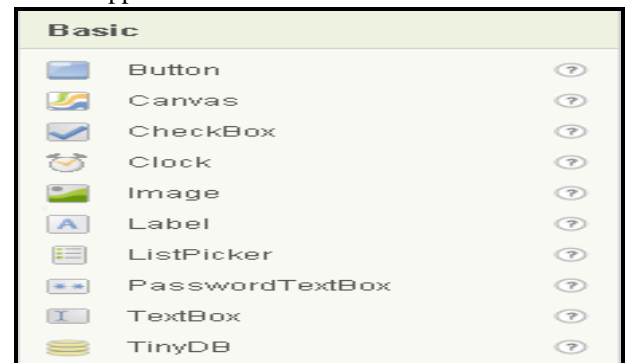 Basic
Button ?
Canvas ?
CheckBox ?
Clock ?
Image ?
A Label ?
ListPicker ?
** PasswordTextBox ?
I TextBox ?
TinyDB ?